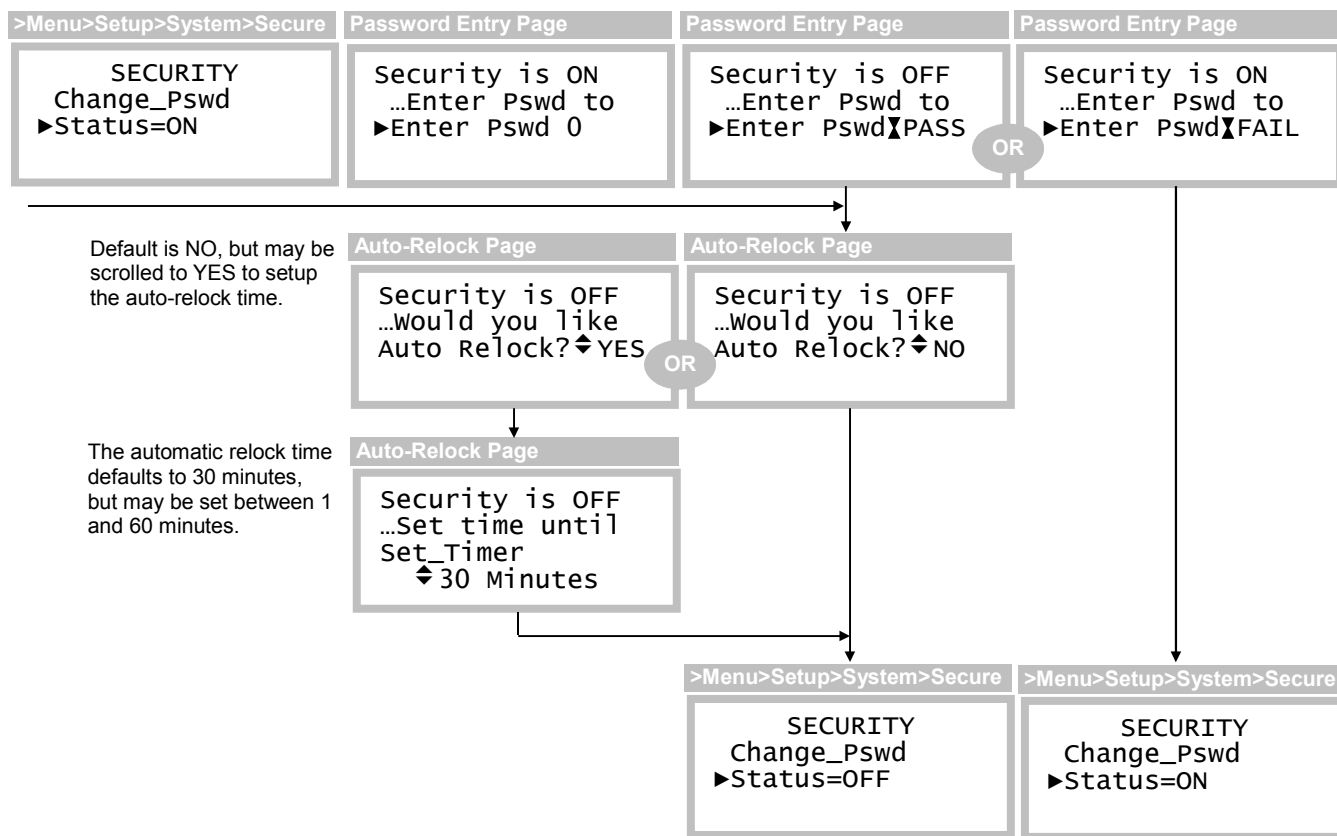 >Menu>Setup>System>Secure
SECURITY
Change_Pswd
►Status=ON
Password Entry Page
Security is ON
…Enter Pswd to
►Enter Pswd 0
Password Entry Page
Security is OFF
…Enter Pswd to
►Enter Pswd PASS
OR
Password Entry Page
Security is ON
…Enter Pswd to
►Enter Pswd FAIL
Default is NO, but may be
scrolled to YES to setup
the auto-relock time.
Auto-Relock Page
Security is OFF
…Would you like
Auto Relock? YES
OR
Auto-Relock Page
Security is OFF
…Would you like
Auto Relock? NO
The automatic relock time
defaults to 30 minutes,
but may be set between 1
and 60 minutes.
Auto-Relock Page
Security is OFF
…Set time until
Set_Timer
30 Minutes
>Menu>Setup>System>Secure
SECURITY
Change_Pswd
►Status=OFF
>Menu>Setup>System>Secure
SECURITY
Change_Pswd
►Status=ON